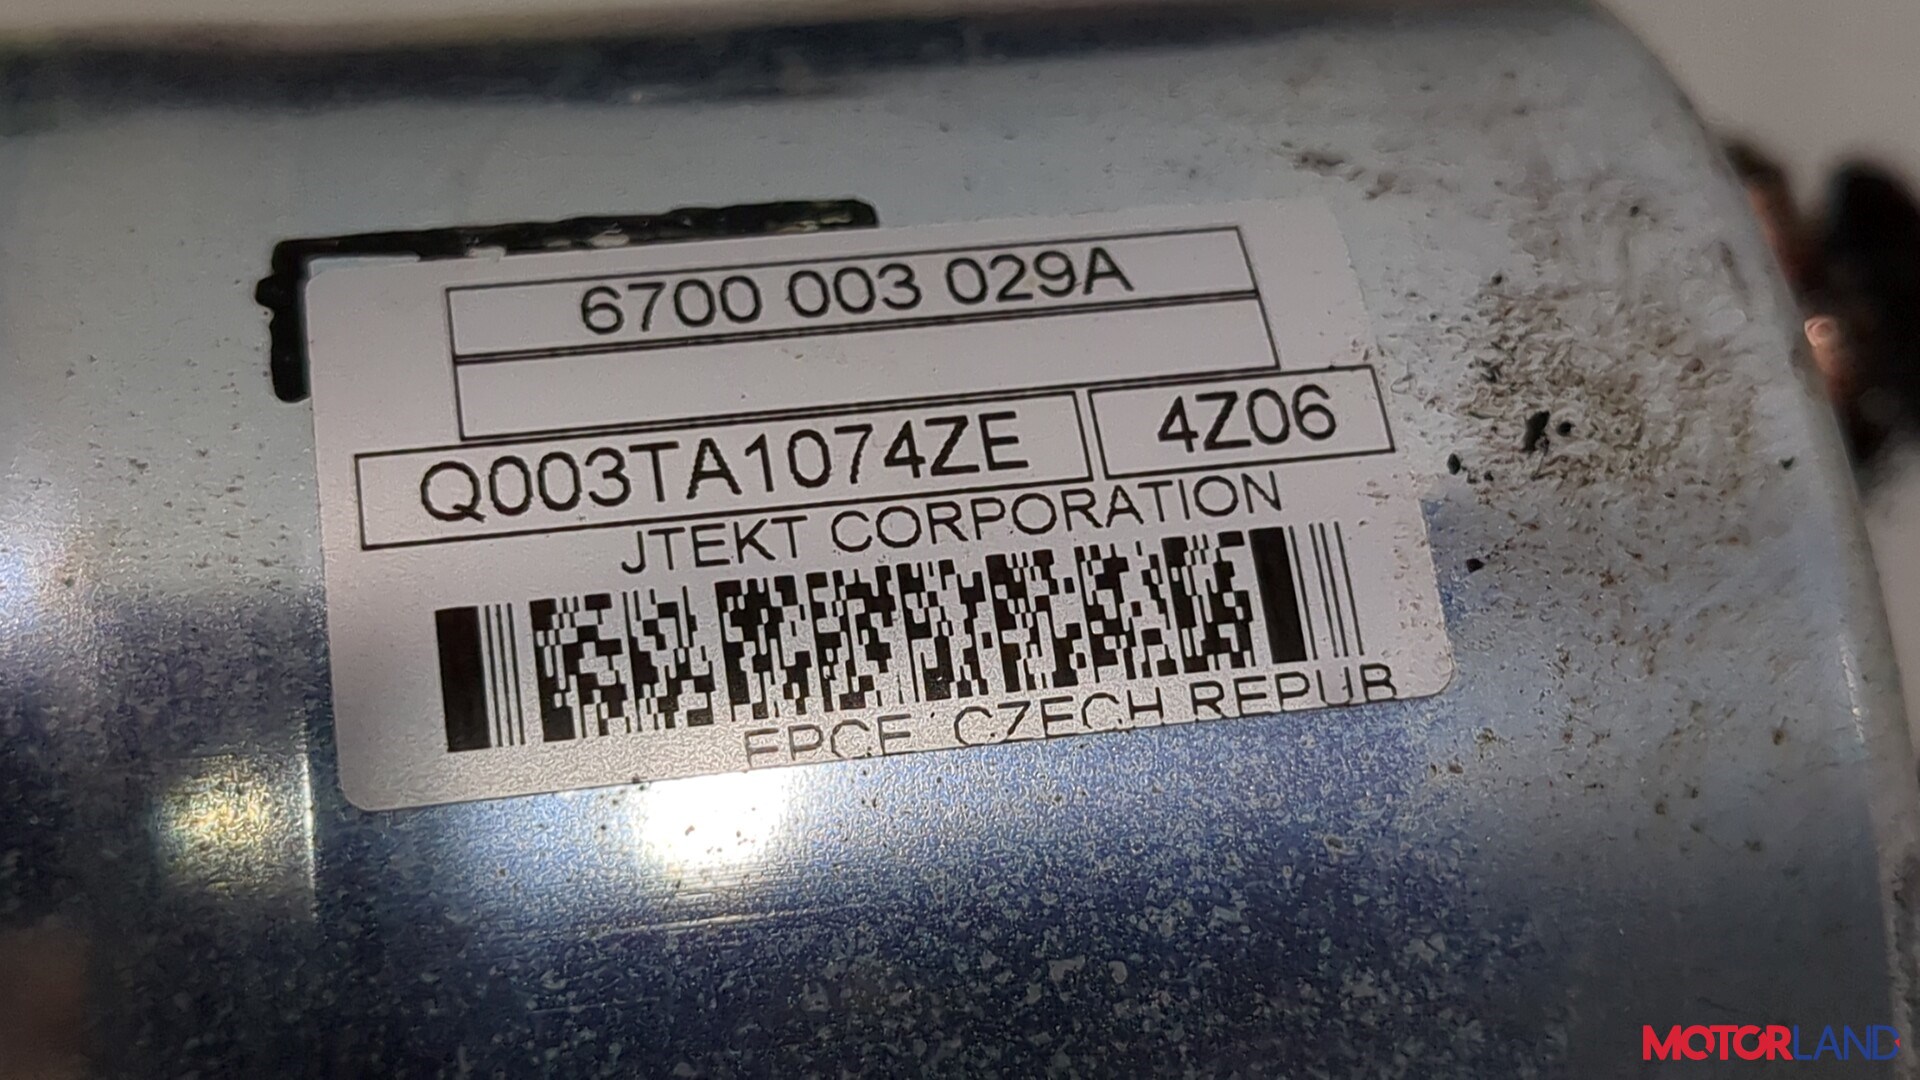 6700 003 029A
Q003TA1074ZE 4Z06
JTEKT CORPORATION
CZECH REPUB
MOTORLAND